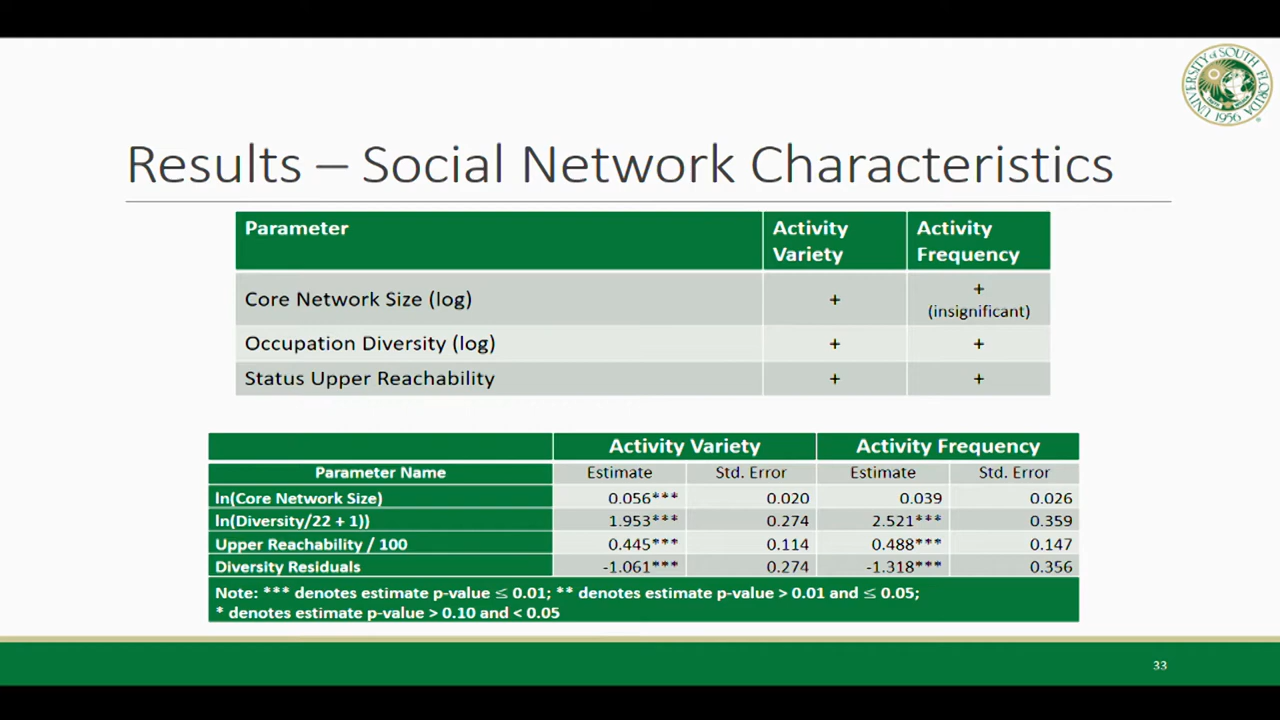 UNIVERSITY of SOUTH FLORIDA
1956
Results – Social Network Characteristics
Parameter Activity Variety Activity Frequency
Core Network Size (log) + + (insignificant)
Occupation Diversity (log) + +
Status Upper Reachability + +
Activity Variety Activity Frequency
Parameter Name Estimate Std. Error Estimate Std. Error
ln(Core Network Size) 0.056*** 0.020 0.039 0.026
ln(Diversity/22 + 1)) 1.953*** 0.274 2.521*** 0.359
Upper Reachability / 100 0.445*** 0.114 0.488*** 0.147
Diversity Residuals -1.061*** 0.274 -1.318*** 0.356
Note: *** denotes estimate p-value ≤ 0.01; ** denotes estimate p-value > 0.01 and ≤ 0.05;
* denotes estimate p-value > 0.10 and < 0.05
33